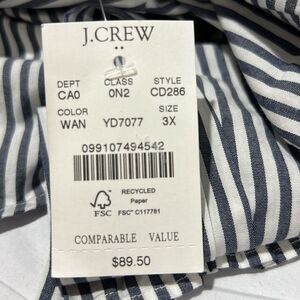 J.CREW
DEPT CLASS STYLE
CA0 0N2 CD286
COLOR SIZE
WAN YD7077 3X
099107494542
RECYCLED
Paper
FSC FSC® C117781
COMPARABLE VALUE
$89.50